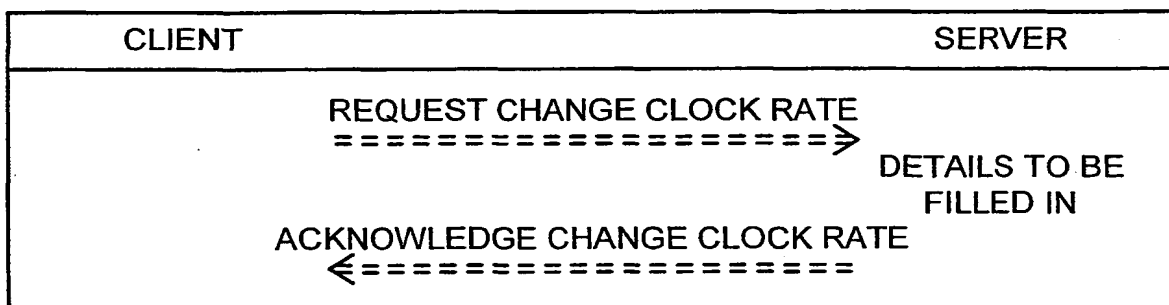 CLIENT SERVER
REQUEST CHANGE CLOCK RATE
DETAILS TO BE
FILLED IN
ACKNOWLEDGE CHANGE CLOCK RATE